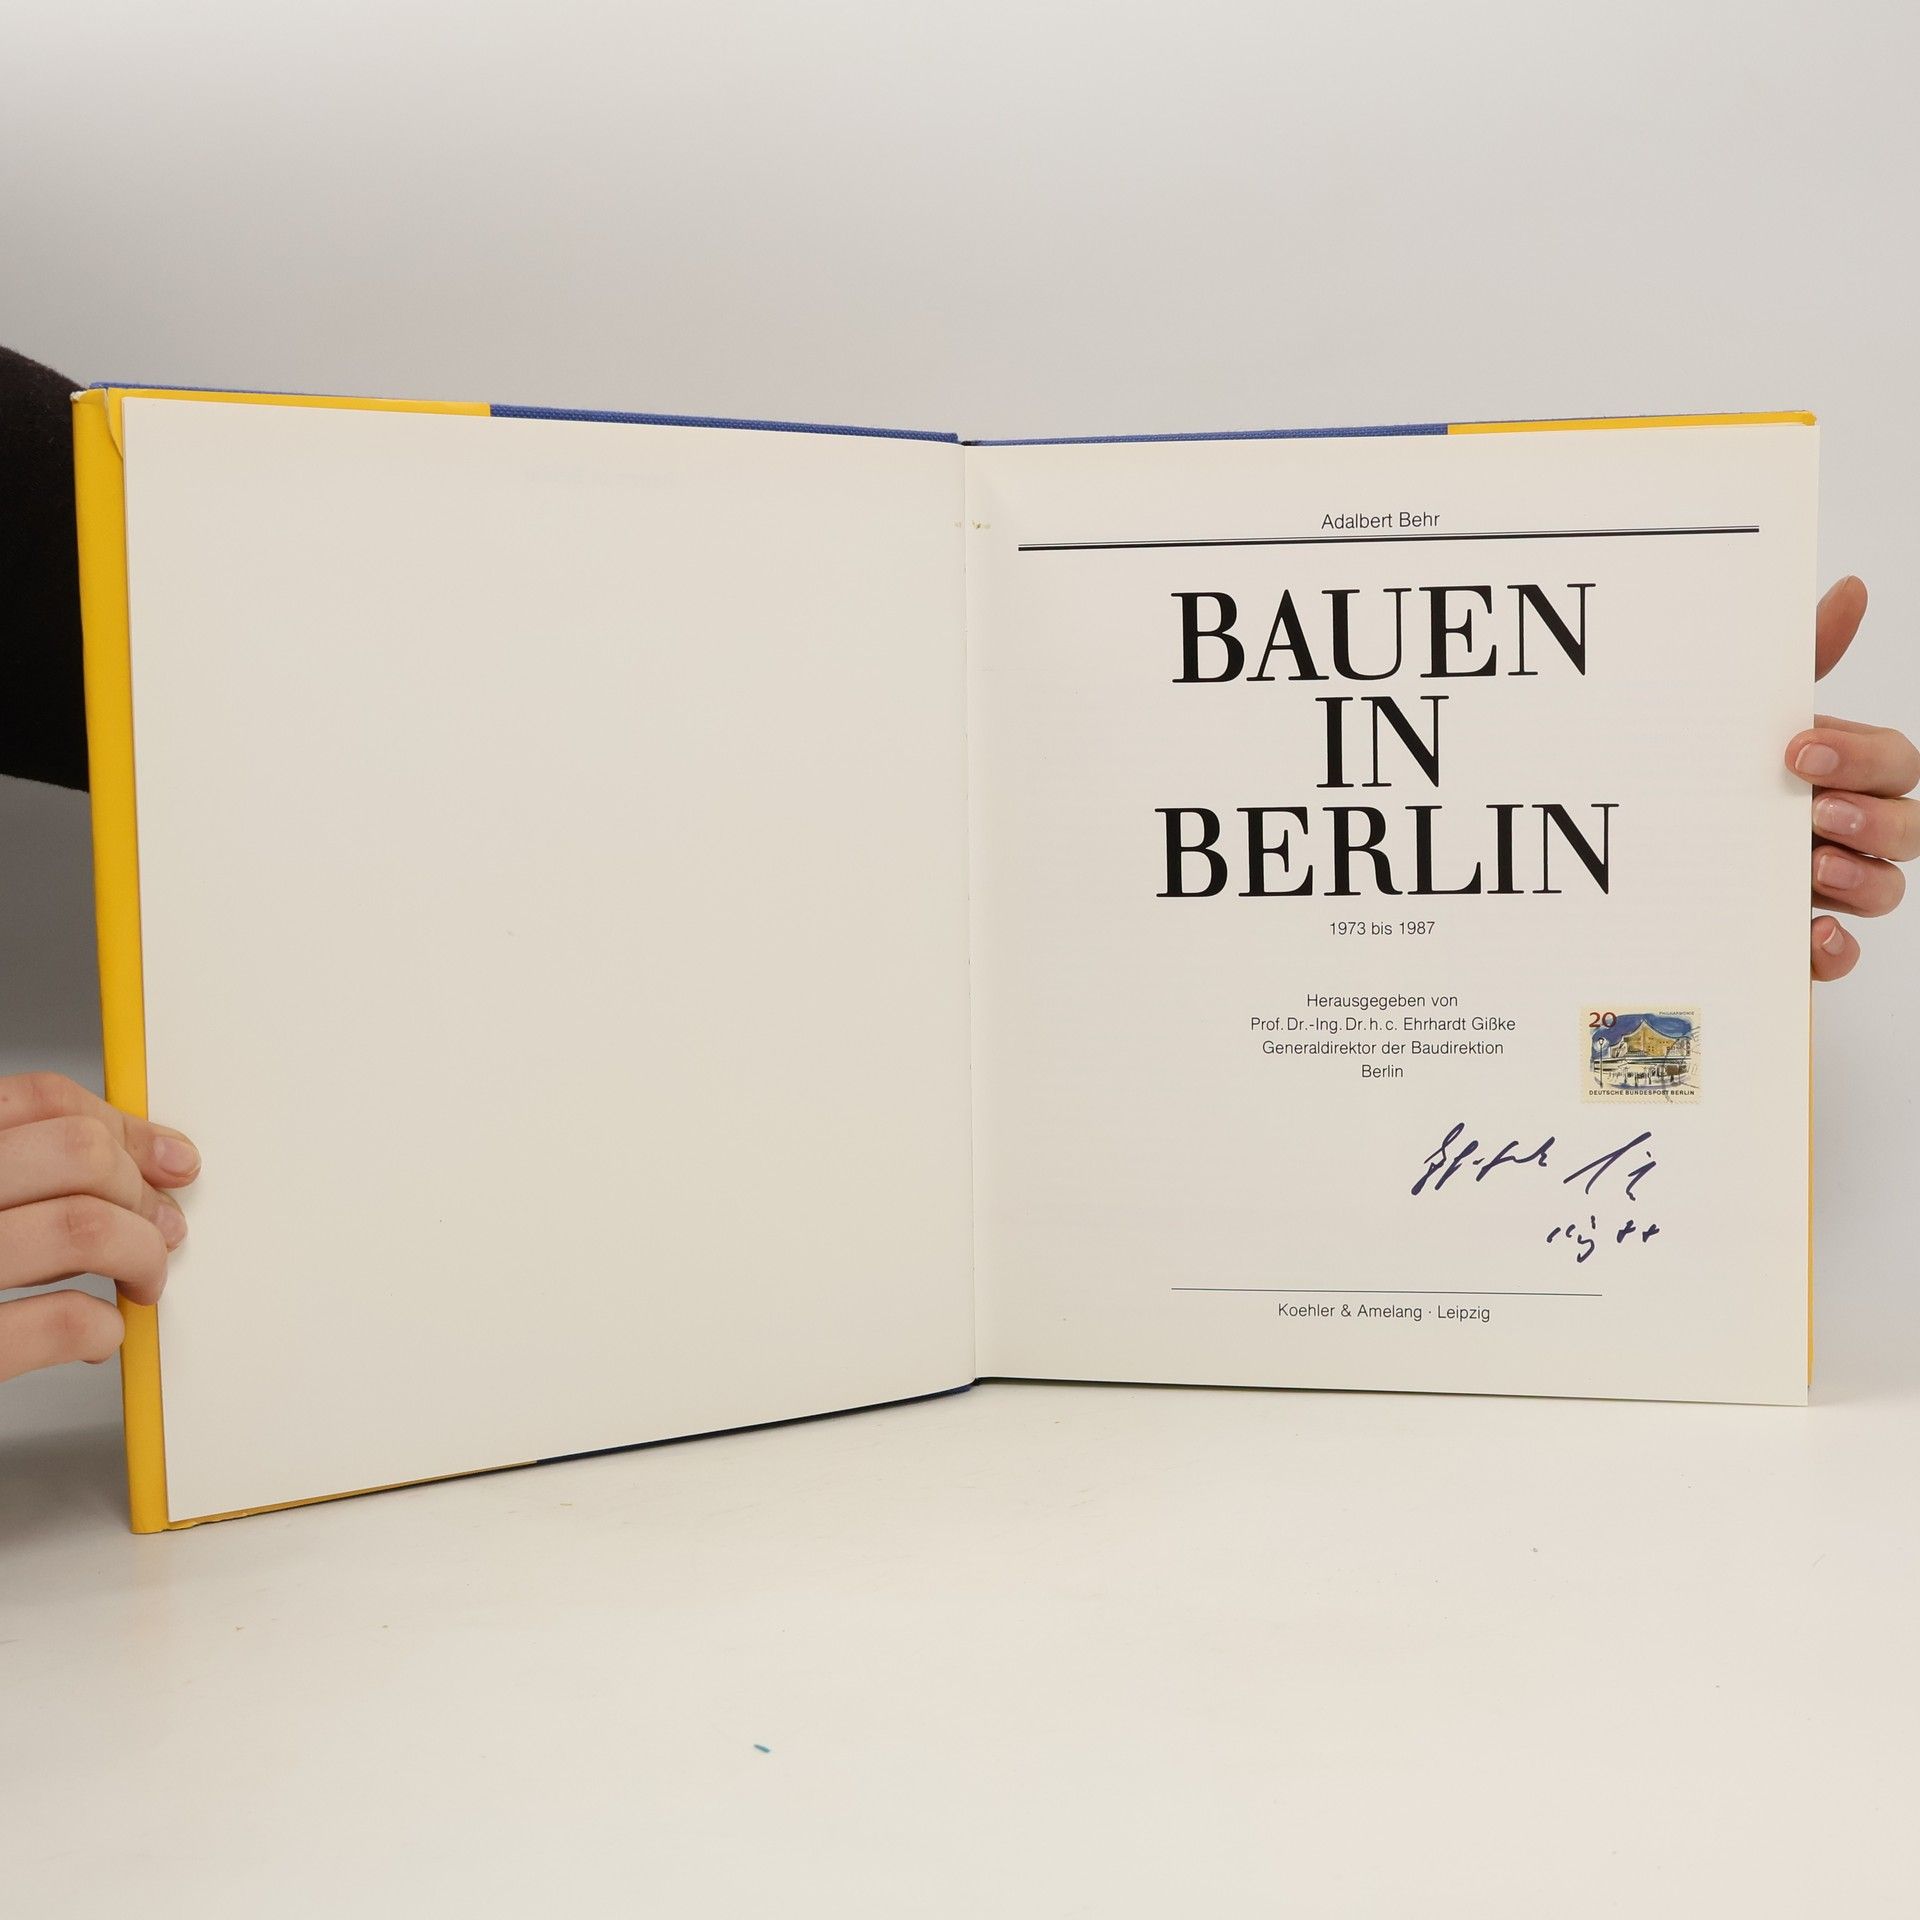 Adalbert Behr
BAUEN
IN
BERLIN
1973 bis 1987
Herausgegeben von
Prof. Dr.-Ing. Dr. h. c. Ehrhardt Gißke
Generaldirektor der Baudirektion
Berlin
20
PHILHARMONIE
DEUTSCHE BUNDESPOST BERLIN
Koehler & Amelang · Leipzig